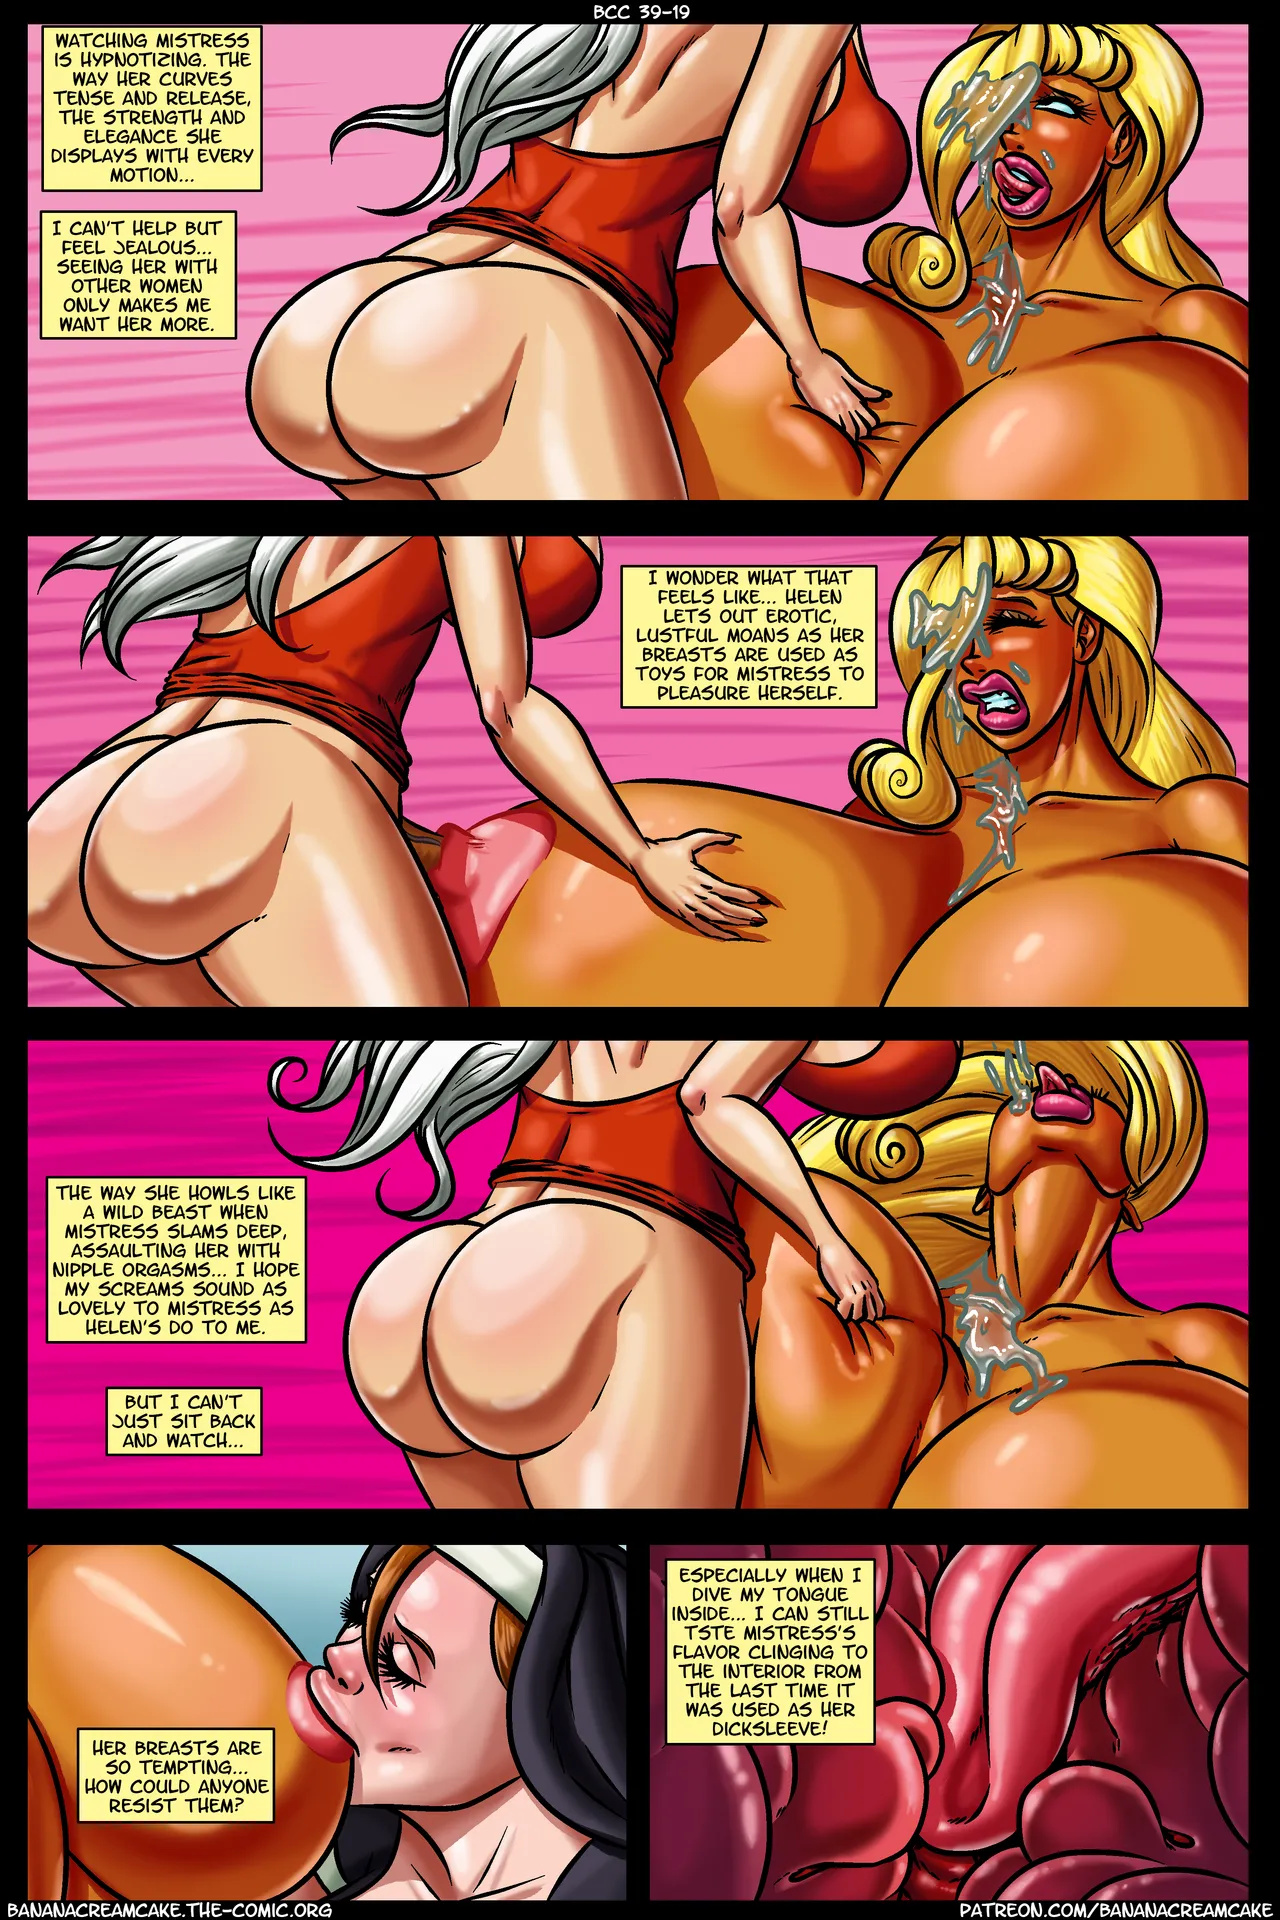 BCC 39-19
WATCHING MISTRESS
IS HYPNOTIZING. THE
WAY HER CURVES
TENSE AND RELEASE,
THE STRENGTH AND
ELEGANCE SHE
DISPLAYS WITH EVERY
MOTION...
I CAN'T HELP BUT
FEEL JEALOUS...
SEEING HER WITH
OTHER WOMEN
ONLY MAKES ME
WANT HER MORE.
I WONDER WHAT THAT
FEELS LIKE... HELEN
LETS OUT EROTIC,
LUSTFUL MOANS AS HER
BREASTS ARE USED AS
TOYS FOR MISTRESS TO
PLEASURE HERSELF.
THE WAY SHE HOWLS LIKE
A WILD BEAST WHEN
MISTRESS SLAMS DEEP,
ASSAULTING HER WITH
NIPPLE ORGASMS... I HOPE
MY SCREAMS SOUND AS
LOVELY TO MISTRESS AS
HELEN'S DO TO ME.
BUT I CAN'T
JUST SIT BACK
AND WATCH...
HER BREASTS ARE
SO TEMPTING...
HOW COULD ANYONE
RESIST THEM?
ESPECIALLY WHEN I
DIVE MY TONGUE
INSIDE... I CAN STILL
TSTE MISTRESS'S
FLAVOR CLINGING TO
THE INTERIOR FROM
THE LAST TIME IT
WAS USED AS HER
DICKSLEEVE!
BANANACREAMCAKE.THE-COMIC.ORG
PATREON.COM/BANANACREAMCAKE